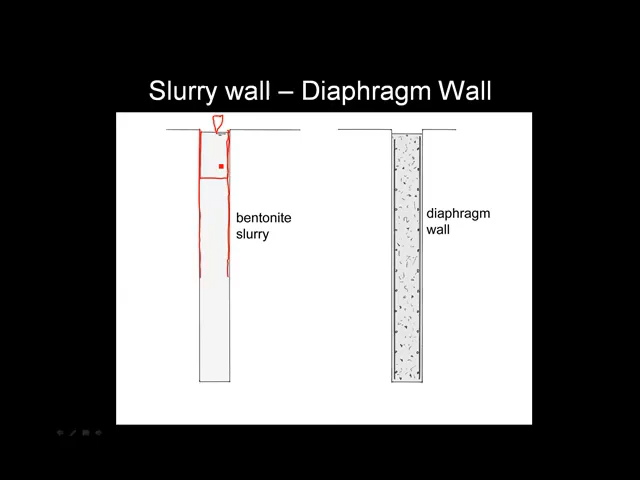 Slurry wall – Diaphragm Wall
bentonite
slurry
diaphragm
wall